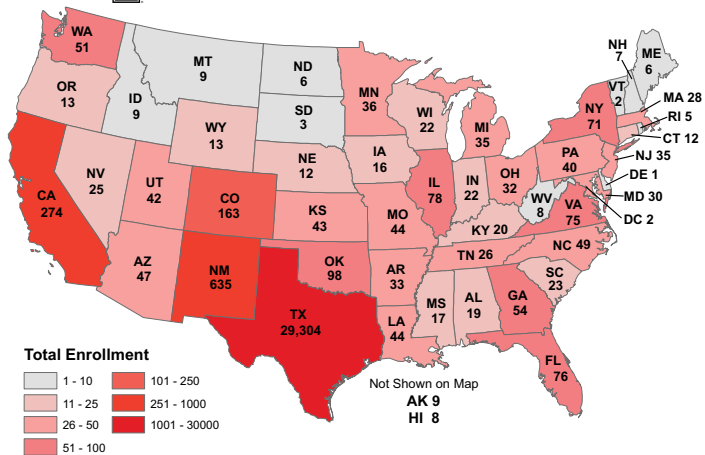 WA
51
OR
13
CA
274
ID
9
NV
25
MT
9
WY
13
UT
42
AZ
47
CO
163
NM
635
ND
6
SD
3
NE
12
KS
43
OK
98
TX
29,304
MN
36
IA
16
MO
44
AR
33
LA
44
WI
22
IL
78
MI
35
IN
22
OH
32
KY 20
TN 26
MS
17
AL
19
GA
54
FL
76
SC
23
NC 49
VA
75
WV
8
PA
40
NY
71
VT
2
NH
7
ME
6
MA 28
RI 5
CT 12
NJ 35
DE 1
MD 30
DC 2
Total Enrollment
1 - 10
11 - 25
26 - 50
51 - 100
101 - 250
251 - 1000
1001 - 30000
Not Shown on Map
AK 9
HI 8